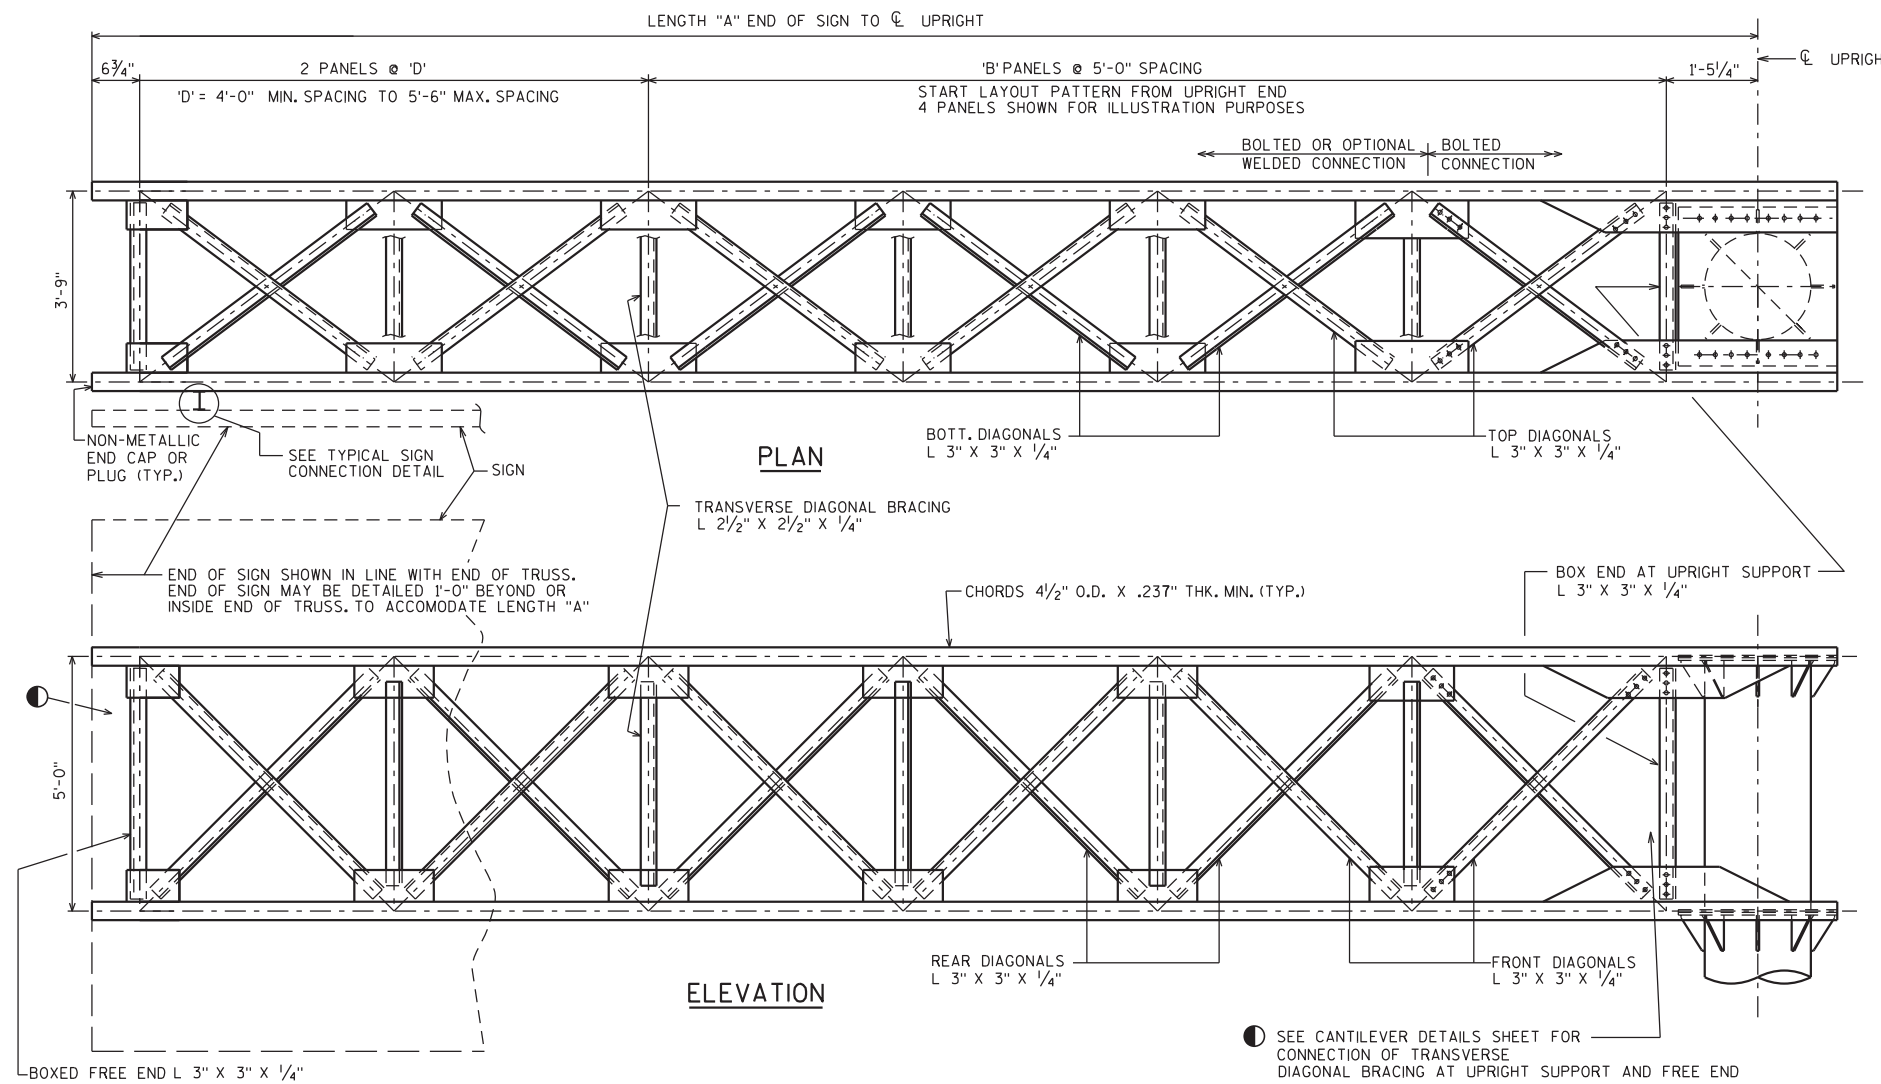 LENGTH "A" END OF SIGN TO ℄ UPRIGHT
℄ UPRIGH
6¾"
2 PANELS @ 'D'
'B' PANELS @ 5'-0" SPACING
1'-5¼"
'D' = 4'-0" MIN. SPACING TO 5'-6" MAX. SPACING
START LAYOUT PATTERN FROM UPRIGHT END
4 PANELS SHOWN FOR ILLUSTRATION PURPOSES
BOLTED OR OPTIONAL
WELDED CONNECTION
BOLTED
CONNECTION
3'-9"
1
NON-METALLIC
END CAP OR
PLUG (TYP.)
SEE TYPICAL SIGN
CONNECTION DETAIL
SIGN
PLAN
BOTT. DIAGONALS
L 3" X 3" X ¼"
TOP DIAGONALS
L 3" X 3" X ¼"
TRANSVERSE DIAGONAL BRACING
L 2½" X 2½" X ¼"
END OF SIGN SHOWN IN LINE WITH END OF TRUSS.
END OF SIGN MAY BE DETAILED 1'-0" BEYOND OR
INSIDE END OF TRUSS. TO ACCOMODATE LENGTH "A"
CHORDS 4½" O.D. X .237" THK. MIN. (TYP.)
BOX END AT UPRIGHT SUPPORT
L 3" X 3" X ¼"
5'-0"
REAR DIAGONALS
L 3" X 3" X ¼"
FRONT DIAGONALS
L 3" X 3" X ¼"
ELEVATION
SEE CANTILEVER DETAILS SHEET FOR
CONNECTION OF TRANSVERSE
DIAGONAL BRACING AT UPRIGHT SUPPORT AND FREE END
BOXED FREE END L 3" X 3" X ¼"